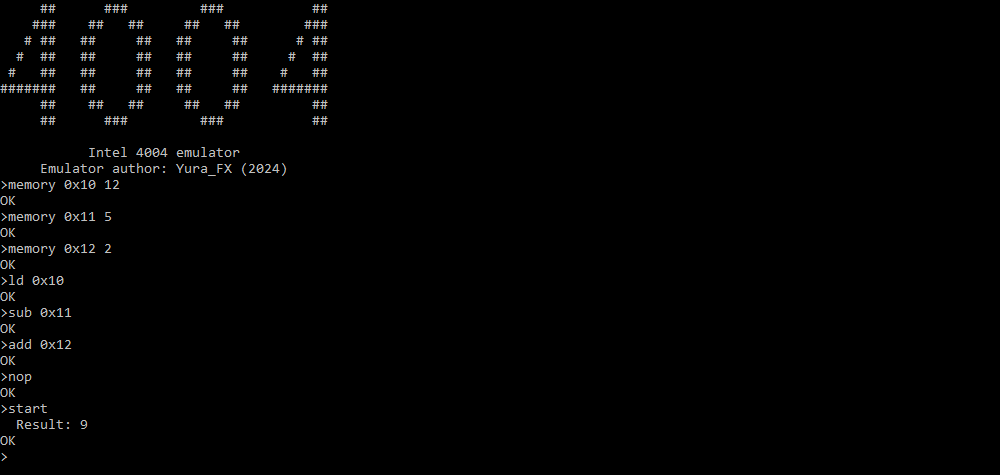 4004
Intel 4004 emulator
Emulator author: Yura_FX (2024)
>memory 0x10 12
OK
>memory 0x11 5
OK
>memory 0x12 2
OK
>ld 0x10
OK
>sub 0x11
OK
>add 0x12
OK
>nop
OK
>start
Result: 9
OK
>